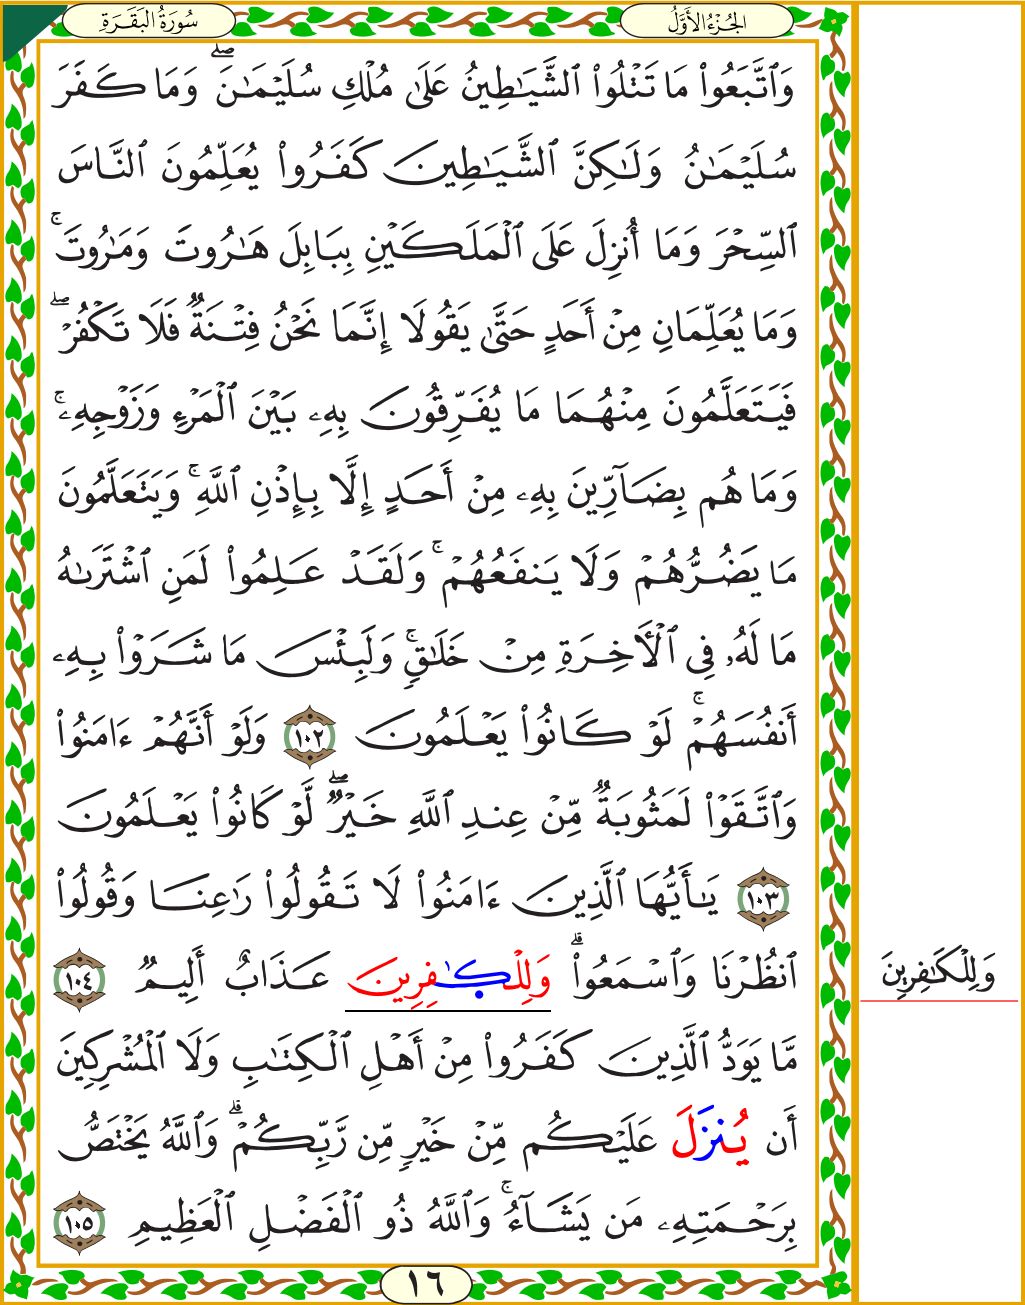 سُورَةُ البَقَرَةِ
الجُزْءُ الأَوَّلُ
وَٱتَّبَعُوا۟ مَا تَتْلُوا۟ ٱلشَّيَـٰطِينُ عَلَىٰ مُلْكِ سُلَيْمَـٰنَ ۖ وَمَا كَفَرَ
سُلَيْمَـٰنُ وَلَـٰكِنَّ ٱلشَّيَـٰطِينَ كَفَرُوا۟ يُعَلِّمُونَ ٱلنَّاسَ
ٱلسِّحْرَ وَمَا أُنزِلَ عَلَى ٱلْمَلَكَيْنِ بِبَابِلَ هَـٰرُوتَ وَمَـٰرُوتَ ۚ
وَمَا يُعَلِّمَانِ مِنْ أَحَدٍ حَتَّىٰ يَقُولَا إِنَّمَا نَحْنُ فِتْنَةٌ فَلَا تَكْفُرْ ۖ
فَيَتَعَلَّمُونَ مِنْهُمَا مَا يُفَرِّقُونَ بِهِۦ بَيْنَ ٱلْمَرْءِ وَزَوْجِهِۦ ۚ
وَمَا هُم بِضَآرِّينَ بِهِۦ مِنْ أَحَدٍ إِلَّا بِإِذْنِ ٱللَّهِ ۚ وَيَتَعَلَّمُونَ
مَا يَضُرُّهُمْ وَلَا يَنفَعُهُمْ ۚ وَلَقَدْ عَلِمُوا۟ لَمَنِ ٱشْتَرَىٰهُ
مَا لَهُۥ فِى ٱلْأَخِرَةِ مِنْ خَلَـٰقٍ ۚ وَلَبِئْسَ مَا شَرَوْا۟ بِهِۦ
أَنفُسَهُمْ ۚ لَوْ كَانُوا۟ يَعْلَمُونَ ١٠٢ وَلَوْ أَنَّهُمْ ءَامَنُوا۟
وَٱتَّقَوْا۟ لَمَثُوبَةٌ مِّنْ عِندِ ٱللَّهِ خَيْرٌ ۖ لَّوْ كَانُوا۟ يَعْلَمُونَ
١٠٣ يَـٰأَيُّهَا ٱلَّذِينَ ءَامَنُوا۟ لَا تَقُولُوا۟ رَٰعِنَا وَقُولُوا۟
ٱنظُرْنَا وَٱسْمَعُوا۟ ۗ وَلِلْكَـٰفِرِينَ عَذَابٌ أَلِيمٌ ١٠٤
وَلِلْكَـٰفِرِينَ
مَّا يَوَدُّ ٱلَّذِينَ كَفَرُوا۟ مِنْ أَهْلِ ٱلْكِتَـٰبِ وَلَا ٱلْمُشْرِكِينَ
أَن يُنزَلَ عَلَيْكُم مِّنْ خَيْرٍ مِّن رَّبِّكُمْ ۗ وَٱللَّهُ يَخْتَصُّ
بِرَحْمَتِهِۦ مَن يَشَآءُ ۚ وَٱللَّهُ ذُو ٱلْفَضْلِ ٱلْعَظِيمِ ١٠٥
١٦